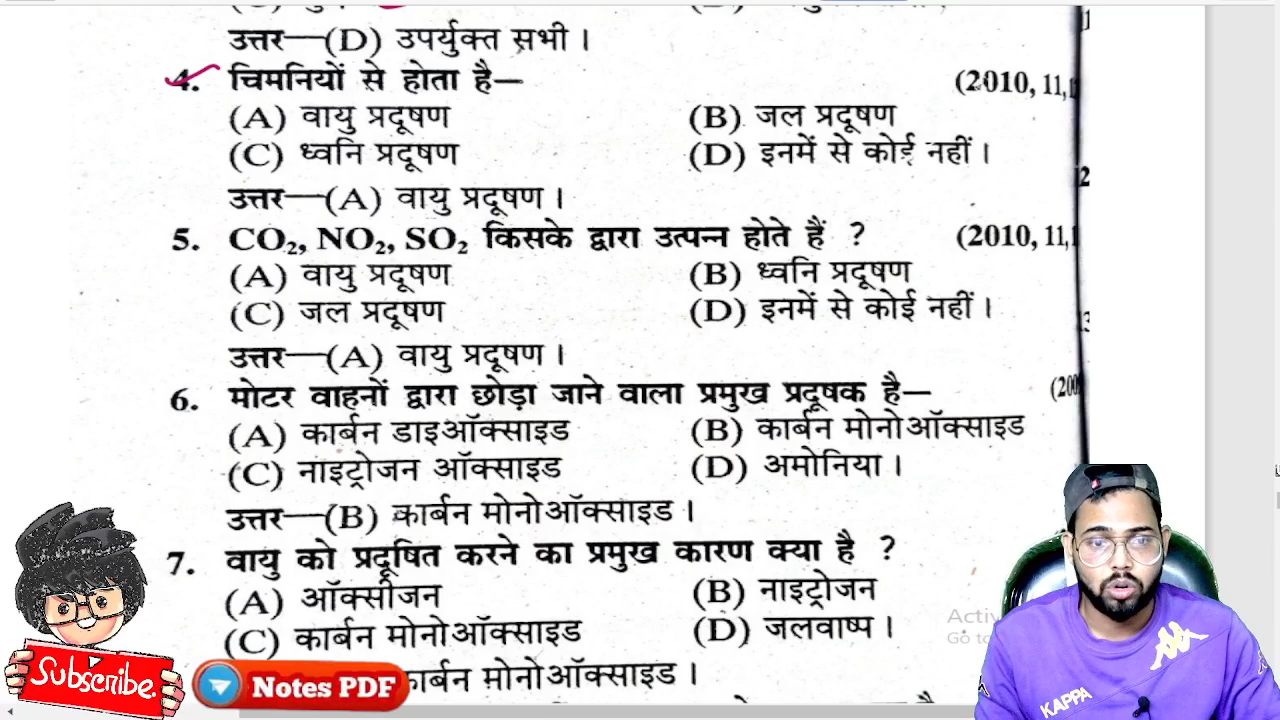 उत्तर—(D) उपर्युक्त सभी ।
4. चिमनियों से होता है— (2010, 11,
(A) वायु प्रदूषण (B) जल प्रदूषण
(C) ध्वनि प्रदूषण (D) इनमें से कोई नहीं ।
उत्तर—(A) वायु प्रदूषण ।
5. CO₂, NO₂, SO₂ किसके द्वारा उत्पन्न होते हैं ? (2010, 11,
(A) वायु प्रदूषण (B) ध्वनि प्रदूषण
(C) जल प्रदूषण (D) इनमें से कोई नहीं ।
उत्तर—(A) वायु प्रदूषण ।
6. मोटर वाहनों द्वारा छोड़ा जाने वाला प्रमुख प्रदूषक है—
(A) कार्बन डाइऑक्साइड (B) कार्बन मोनोऑक्साइड
(C) नाइट्रोजन ऑक्साइड (D) अमोनिया ।
उत्तर—(B) कार्बन मोनोऑक्साइड ।
7. वायु को प्रदूषित करने का प्रमुख कारण क्या है ?
(A) ऑक्सीजन (B) नाइट्रोजन
(C) कार्बन मोनोऑक्साइड (D) जलवाष्प ।
कार्बन मोनोऑक्साइड ।
Subscribe.
Notes PDF
Go to
KAPPA